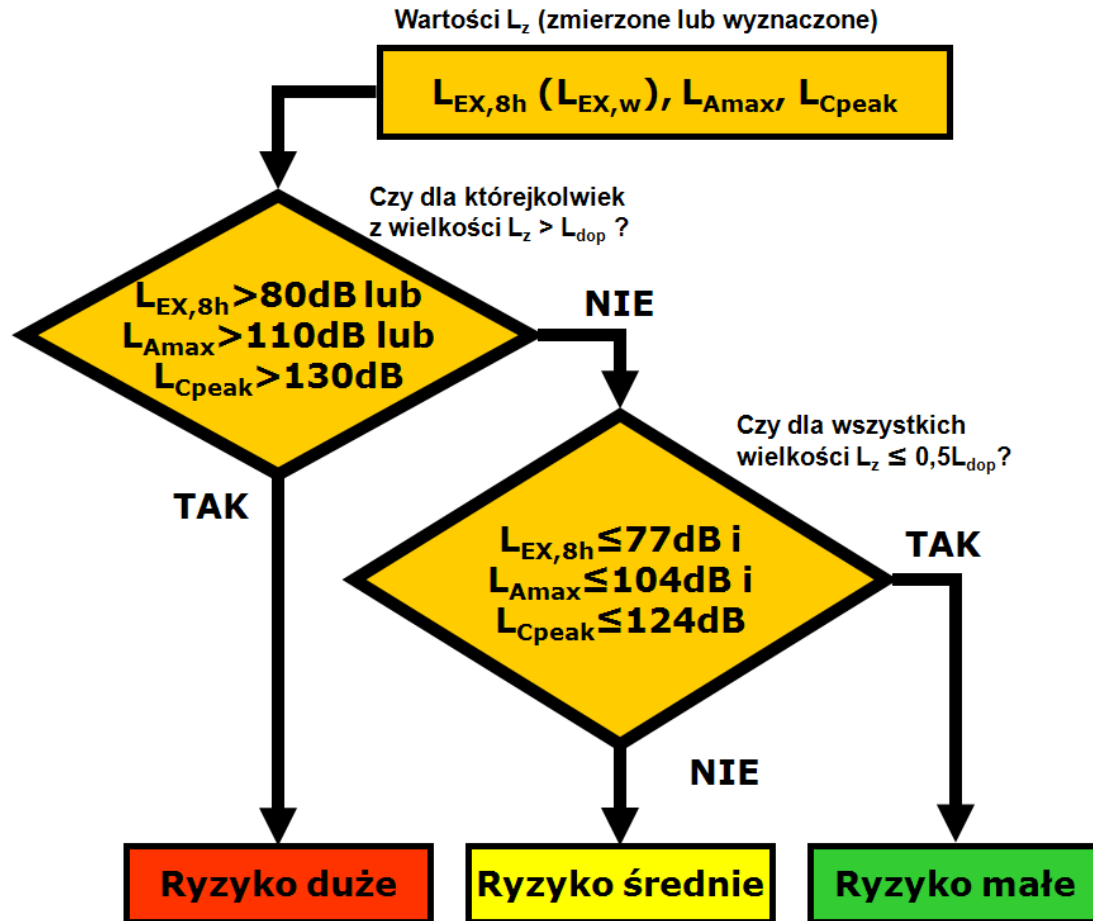 Wartości Lz (zmierzone lub wyznaczone)
LEX,8h (LEX,w), LAmax, LCpeak
Czy dla którejkolwiek
z wielkości Lz > Ldop ?
LEX,8h>80dB lub
LAmax>110dB lub
LCpeak>130dB
NIE
TAK
Czy dla wszystkich
wielkości Lz ≤ 0,5Ldop?
LEX,8h≤77dB i
LAmax≤104dB i
LCpeak≤124dB
TAK
NIE
Ryzyko duże
Ryzyko średnie
Ryzyko małe